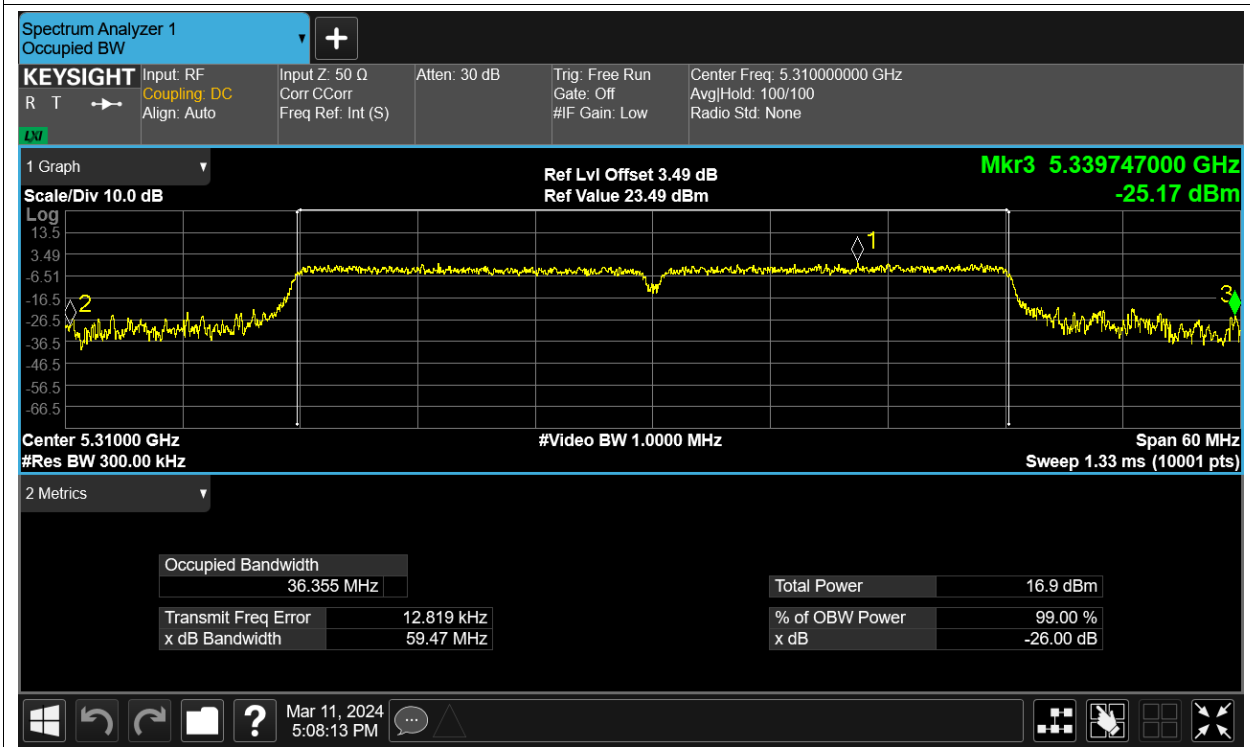 Spectrum Analyzer 1
Occupied BW
KEYSIGHT
R T
LXI
Input: RF
Coupling: DC
Align: Auto
Input Z: 50 Ω
Corr CCorr
Freq Ref: Int (S)
Atten: 30 dB
Trig: Free Run
Gate: Off
#IF Gain: Low
Center Freq: 5.310000000 GHz
Avg|Hold: 100/100
Radio Std: None
1 Graph
Scale/Div 10.0 dB
Ref Lvl Offset 3.49 dB
Ref Value 23.49 dBm
Mkr3 5.339747000 GHz
-25.17 dBm
Log
13.5
3.49
-6.51
-16.5
-26.5
-36.5
-46.5
-56.5
-66.5
1
2
3
Center 5.31000 GHz
#Video BW 1.0000 MHz
Span 60 MHz
#Res BW 300.00 kHz
Sweep 1.33 ms (10001 pts)
2 Metrics
Occupied Bandwidth
36.355 MHz
Transmit Freq Error 12.819 kHz
x dB Bandwidth 59.47 MHz
Total Power 16.9 dBm
% of OBW Power 99.00 %
x dB -26.00 dB
?
Mar 11, 2024
5:08:13 PM